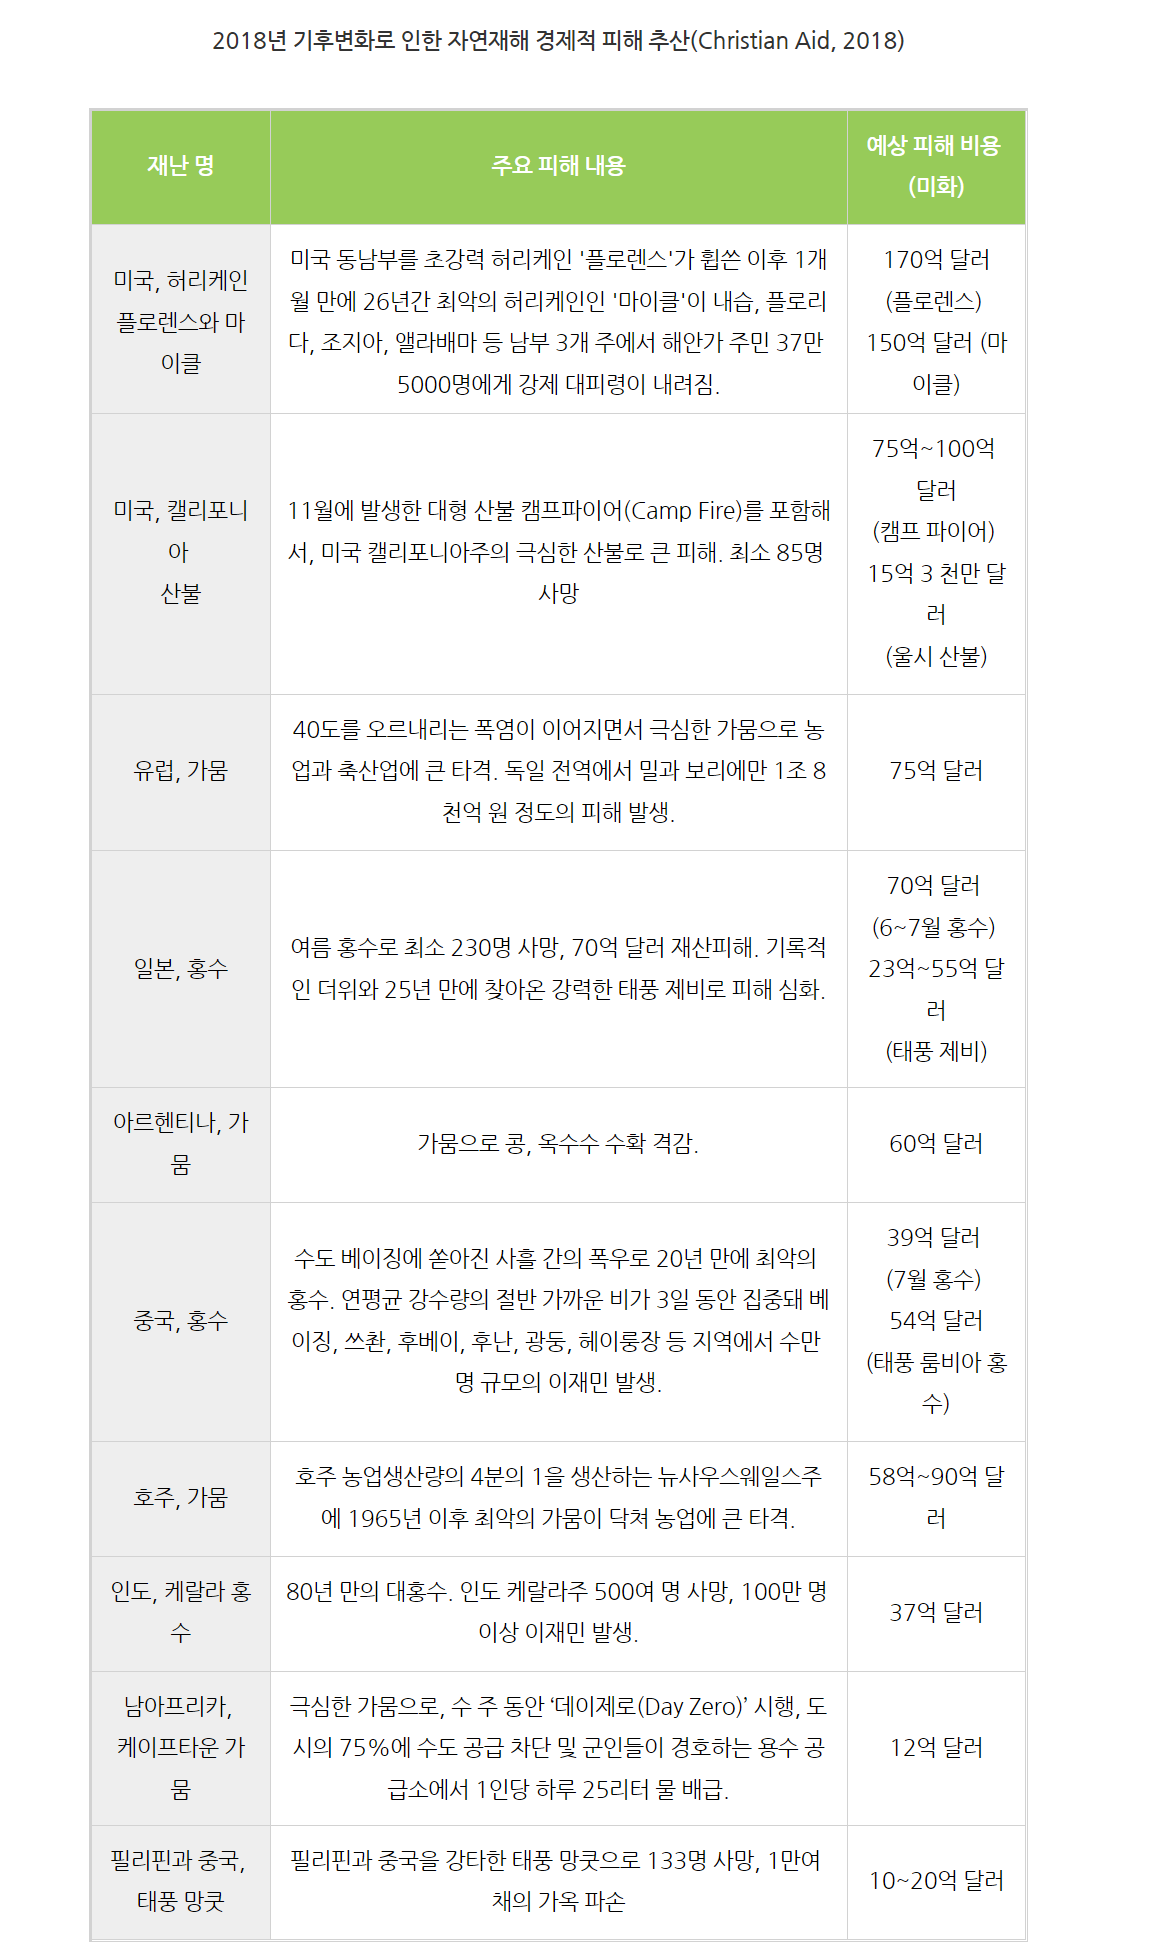 2018년 기후변화로 인한 자연재해 경제적 피해 추산(Christian Aid, 2018)
재난 명
주요 피해 내용
예상 피해 비용
(미화)
미국, 허리케인
플로렌스와 마
이클
미국 동남부를 초강력 허리케인 '플로렌스'가 휩쓴 이후 1개
월 만에 26년간 최악의 허리케인인 '마이클'이 내습, 플로리
다, 조지아, 앨라배마 등 남부 3개 주에서 해안가 주민 37만
5000명에게 강제 대피령이 내려짐.
170억 달러
(플로렌스)
150억 달러 (마
이클)
미국, 캘리포니
아
산불
11월에 발생한 대형 산불 캠프파이어(Camp Fire)를 포함해
서, 미국 캘리포니아주의 극심한 산불로 큰 피해. 최소 85명
사망
75억~100억
달러
(캠프 파이어)
15억 3 천만 달
러
(울시 산불)
유럽, 가뭄
40도를 오르내리는 폭염이 이어지면서 극심한 가뭄으로 농
업과 축산업에 큰 타격. 독일 전역에서 밀과 보리에만 1조 8
천억 원 정도의 피해 발생.
75억 달러
일본, 홍수
여름 홍수로 최소 230명 사망, 70억 달러 재산피해. 기록적
인 더위와 25년 만에 찾아온 강력한 태풍 제비로 피해 심화.
70억 달러
(6~7월 홍수)
23억~55억 달
러
(태풍 제비)
아르헨티나, 가
뭄
가뭄으로 콩, 옥수수 수확 격감.
60억 달러
중국, 홍수
수도 베이징에 쏟아진 사흘 간의 폭우로 20년 만에 최악의
홍수. 연평균 강수량의 절반 가까운 비가 3일 동안 집중돼 베
이징, 쓰촨, 후베이, 후난, 광둥, 헤이룽장 등 지역에서 수만
명 규모의 이재민 발생.
39억 달러
(7월 홍수)
54억 달러
(태풍 룸비아 홍
수)
호주, 가뭄
호주 농업생산량의 4분의 1을 생산하는 뉴사우스웨일스주
에 1965년 이후 최악의 가뭄이 닥쳐 농업에 큰 타격.
58억~90억 달
러
인도, 케랄라 홍
수
80년 만의 대홍수. 인도 케랄라주 500여 명 사망, 100만 명
이상 이재민 발생.
37억 달러
남아프리카,
케이프타운 가
뭄
극심한 가뭄으로, 수 주 동안 ‘데이제로(Day Zero)’ 시행, 도
시의 75%에 수도 공급 차단 및 군인들이 경호하는 용수 공
급소에서 1인당 하루 25리터 물 배급.
12억 달러
필리핀과 중국,
태풍 망쿳
필리핀과 중국을 강타한 태풍 망쿳으로 133명 사망, 1만여
채의 가옥 파손
10~20억 달러